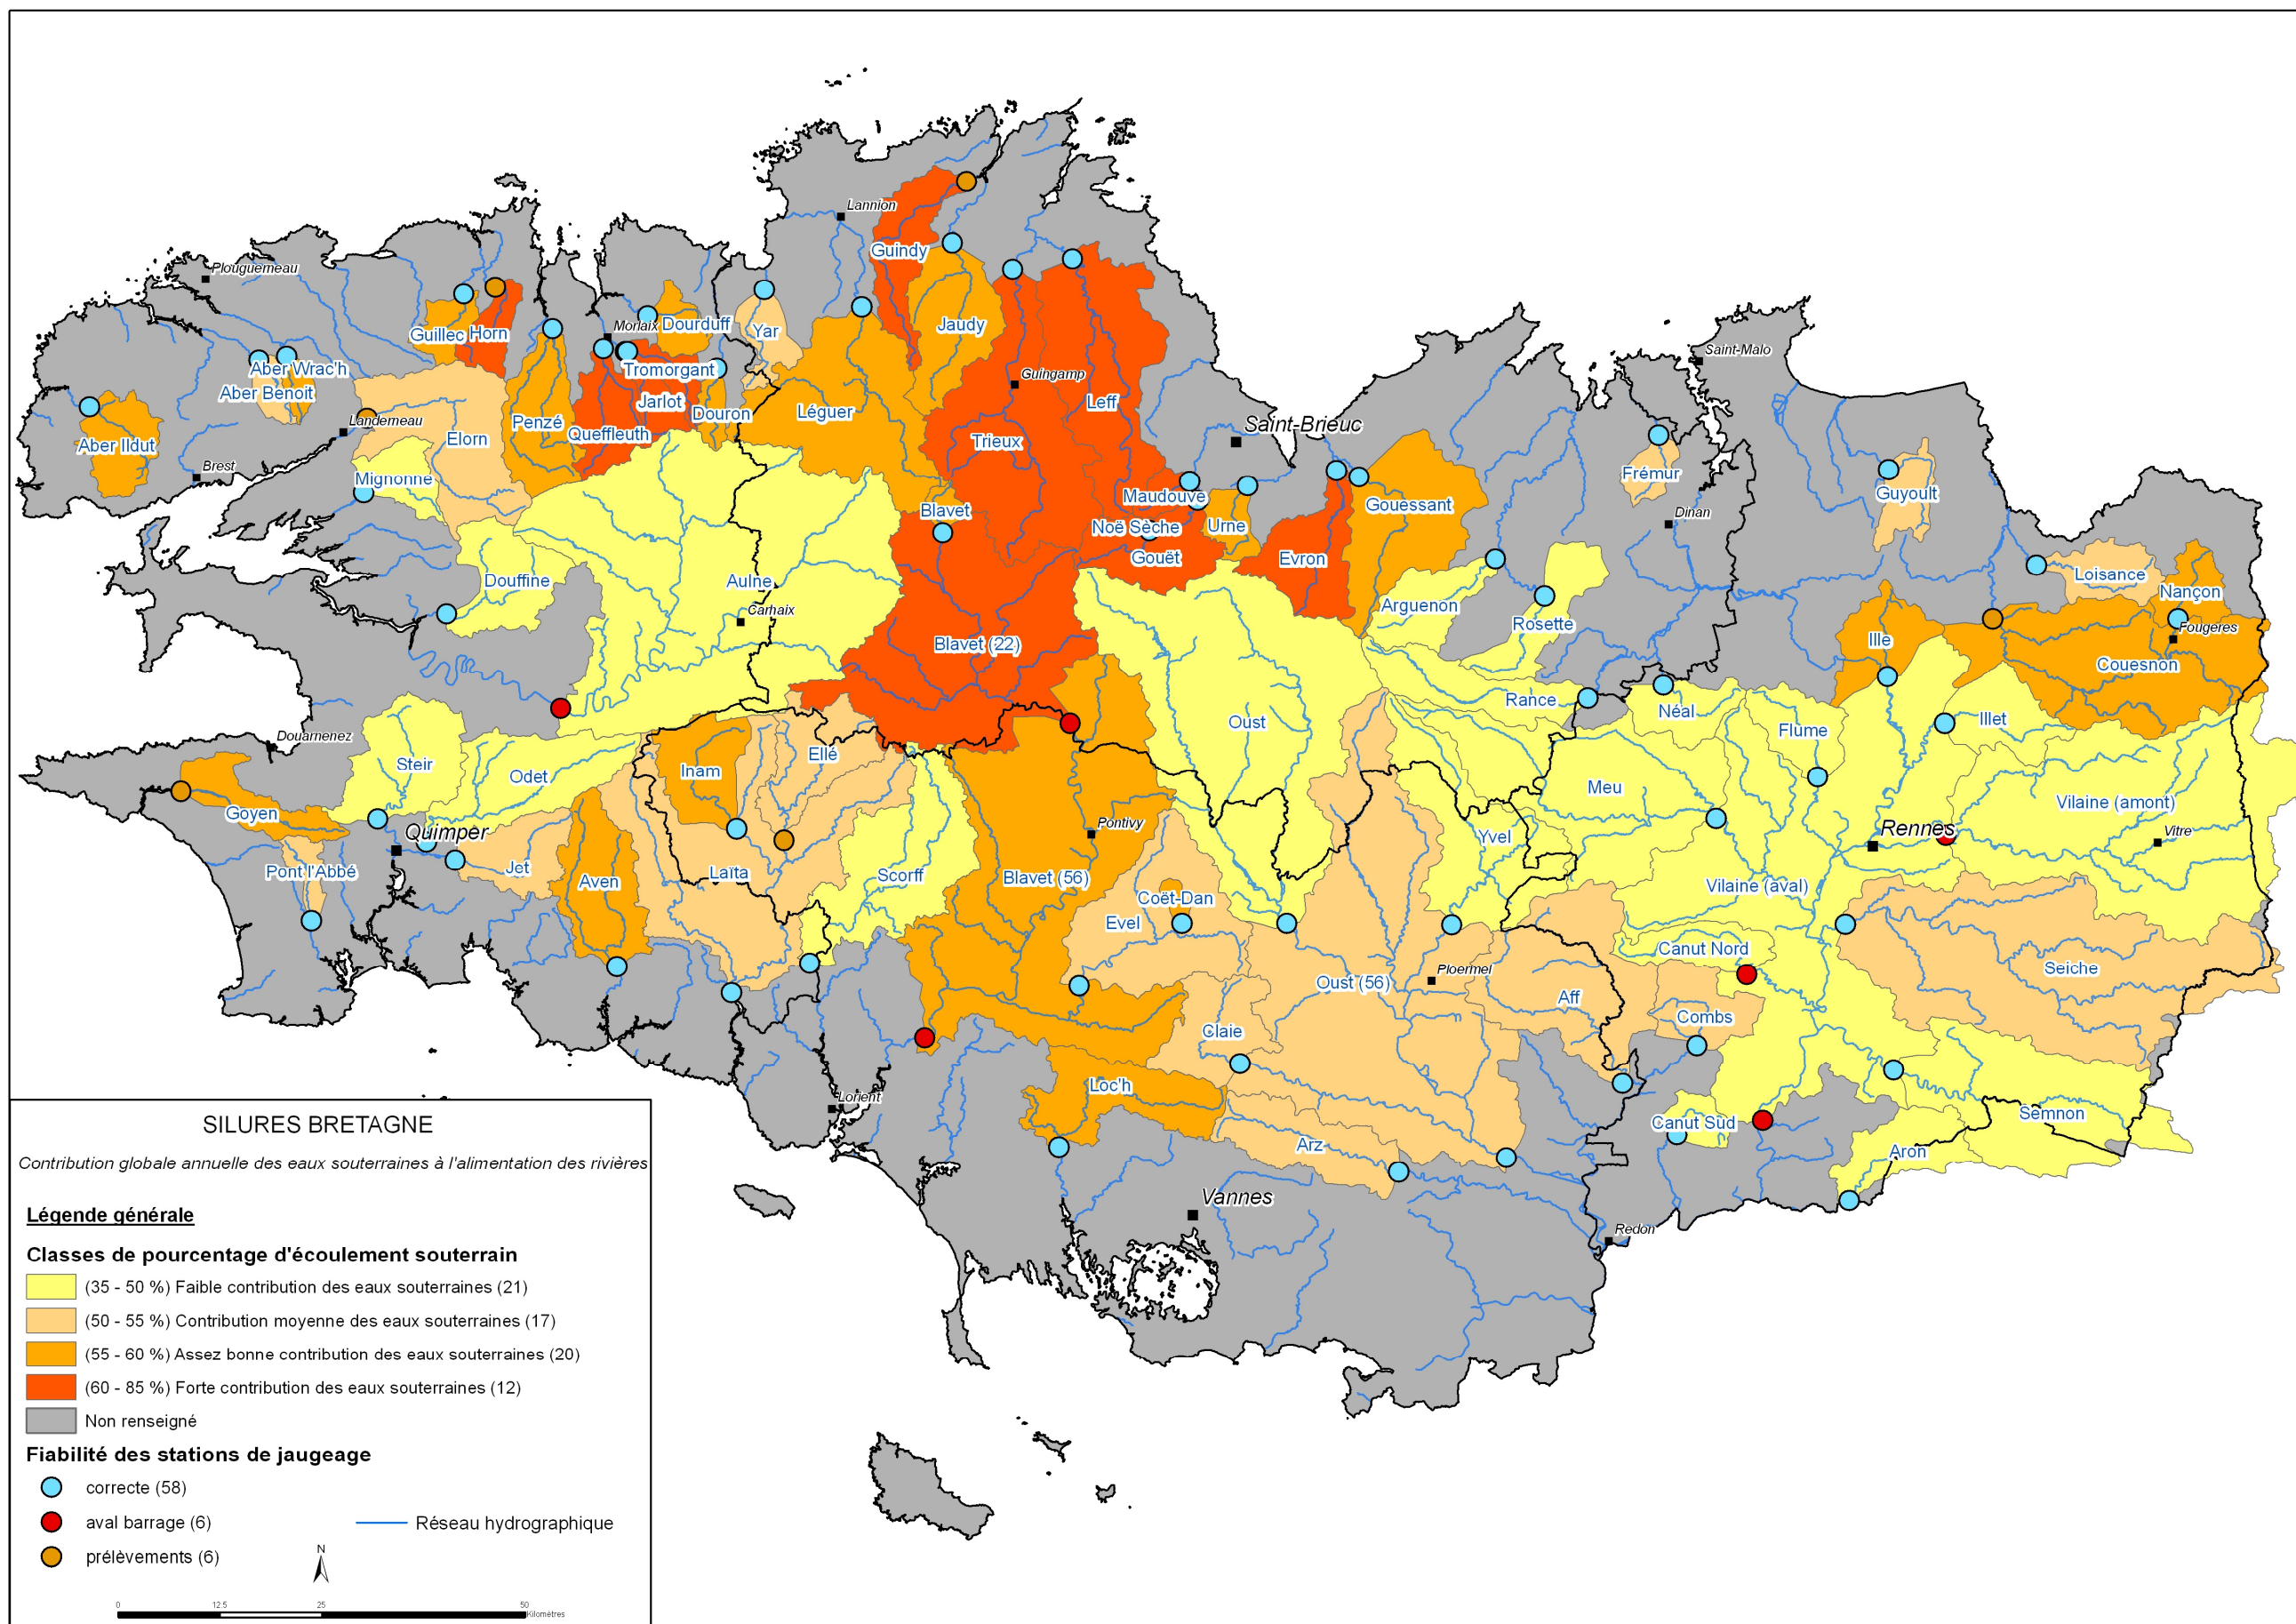 Lannion
Plouguerneau
Guindy
Guillec
Horn
Morlaix
Dourduff
Yar
Jaudy
Saint-Malo
Aber Wrac'h
Aber Benoit
Tromorgant
Guingamp
Jarlot
Douron
Léguer
Leff
Landerneau
Penzé
Queffleuth
Elorn
Trieux
Saint-Brieuc
Aber Ildut
Brest
Mignonne
Frémur
Guyoult
Maudouve
Gouessant
Blavet
Noë Sèche
Urne
Dinan
Gouët
Evron
Douffine
Aulne
Loisance
Nançon
Carhaix
Arguenon
Rosette
Fougeres
Ille
Blavet (22)
Couesnon
Rance
Néal
Oust
Illet
Flume
Douarnenez
Steir
Odet
Inam
Ellé
Meu
Vilaine (amont)
Goyen
Quimper
Pontivy
Yvel
Rennes
Vitre
Pont l'Abbé
Jet
Aven
Laïta
Scorff
Blavet (56)
Vilaine (aval)
Coët-Dan
Evel
Canut Nord
Ploermel
Seiche
Oust (56)
Aff
Combs
Claie
Loc'h
Lorient
Canut Sud
Semnon
Arz
Aron
Vannes
Redon
SILURES BRETAGNE
Contribution globale annuelle des eaux souterraines à l'alimentation des rivières
Légende générale
Classes de pourcentage d'écoulement souterrain
(35 - 50 %) Faible contribution des eaux souterraines (21)
(50 - 55 %) Contribution moyenne des eaux souterraines (17)
(55 - 60 %) Assez bonne contribution des eaux souterraines (20)
(60 - 85 %) Forte contribution des eaux souterraines (12)
Non renseigné
Fiabilité des stations de jaugeage
correcte (58)
aval barrage (6)
Réseau hydrographique
prélèvements (6)
N
0 12.5 25 50
Kilomètres